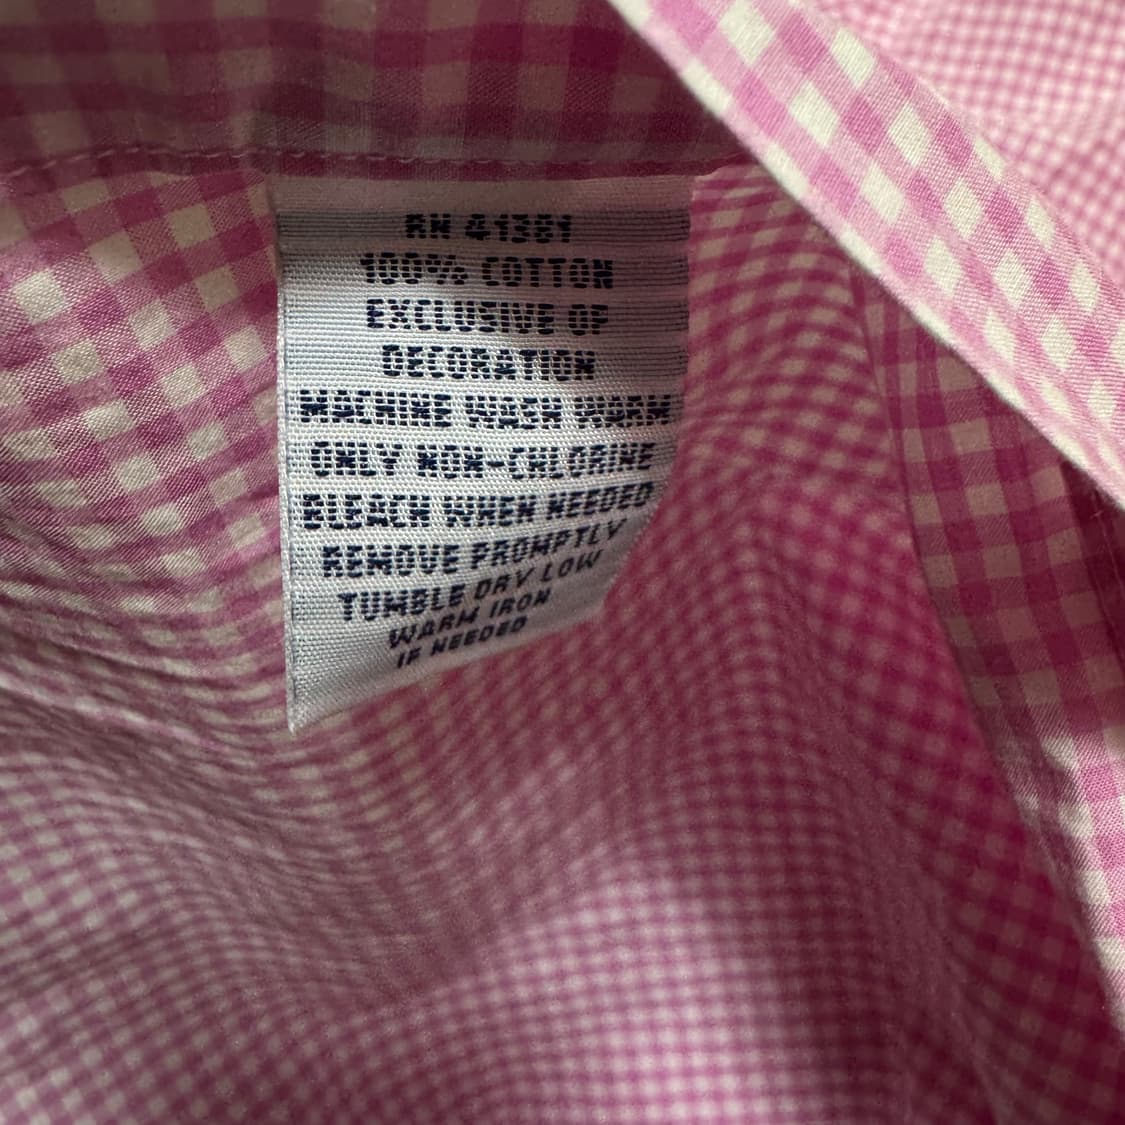 RN 41381
100% COTTON
EXCLUSIVE OF
DECORATION
MACHINE WASH WARM
ONLY NON-CHLORINE
BLEACH WHEN NEEDED
REMOVE PROMPTLY
TUMBLE DRY LOW
WARM IRON
IF NEEDED